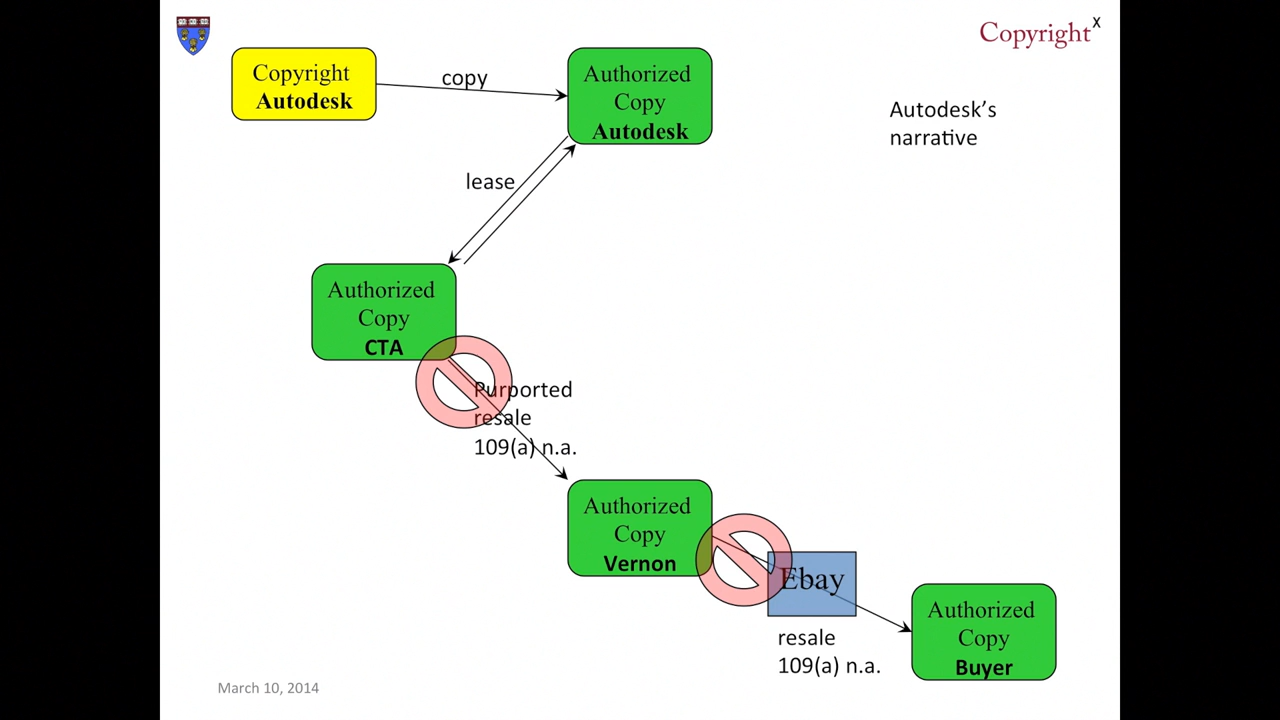 Copyright X
Copyright
Autodesk
copy
Authorized
Copy
Autodesk
Autodesk's
narrative
lease
Authorized
Copy
CTA
Purported
resale
109(a) n.a.
Authorized
Copy
Vernon
Ebay
resale
109(a) n.a.
Authorized
Copy
Buyer
March 10, 2014